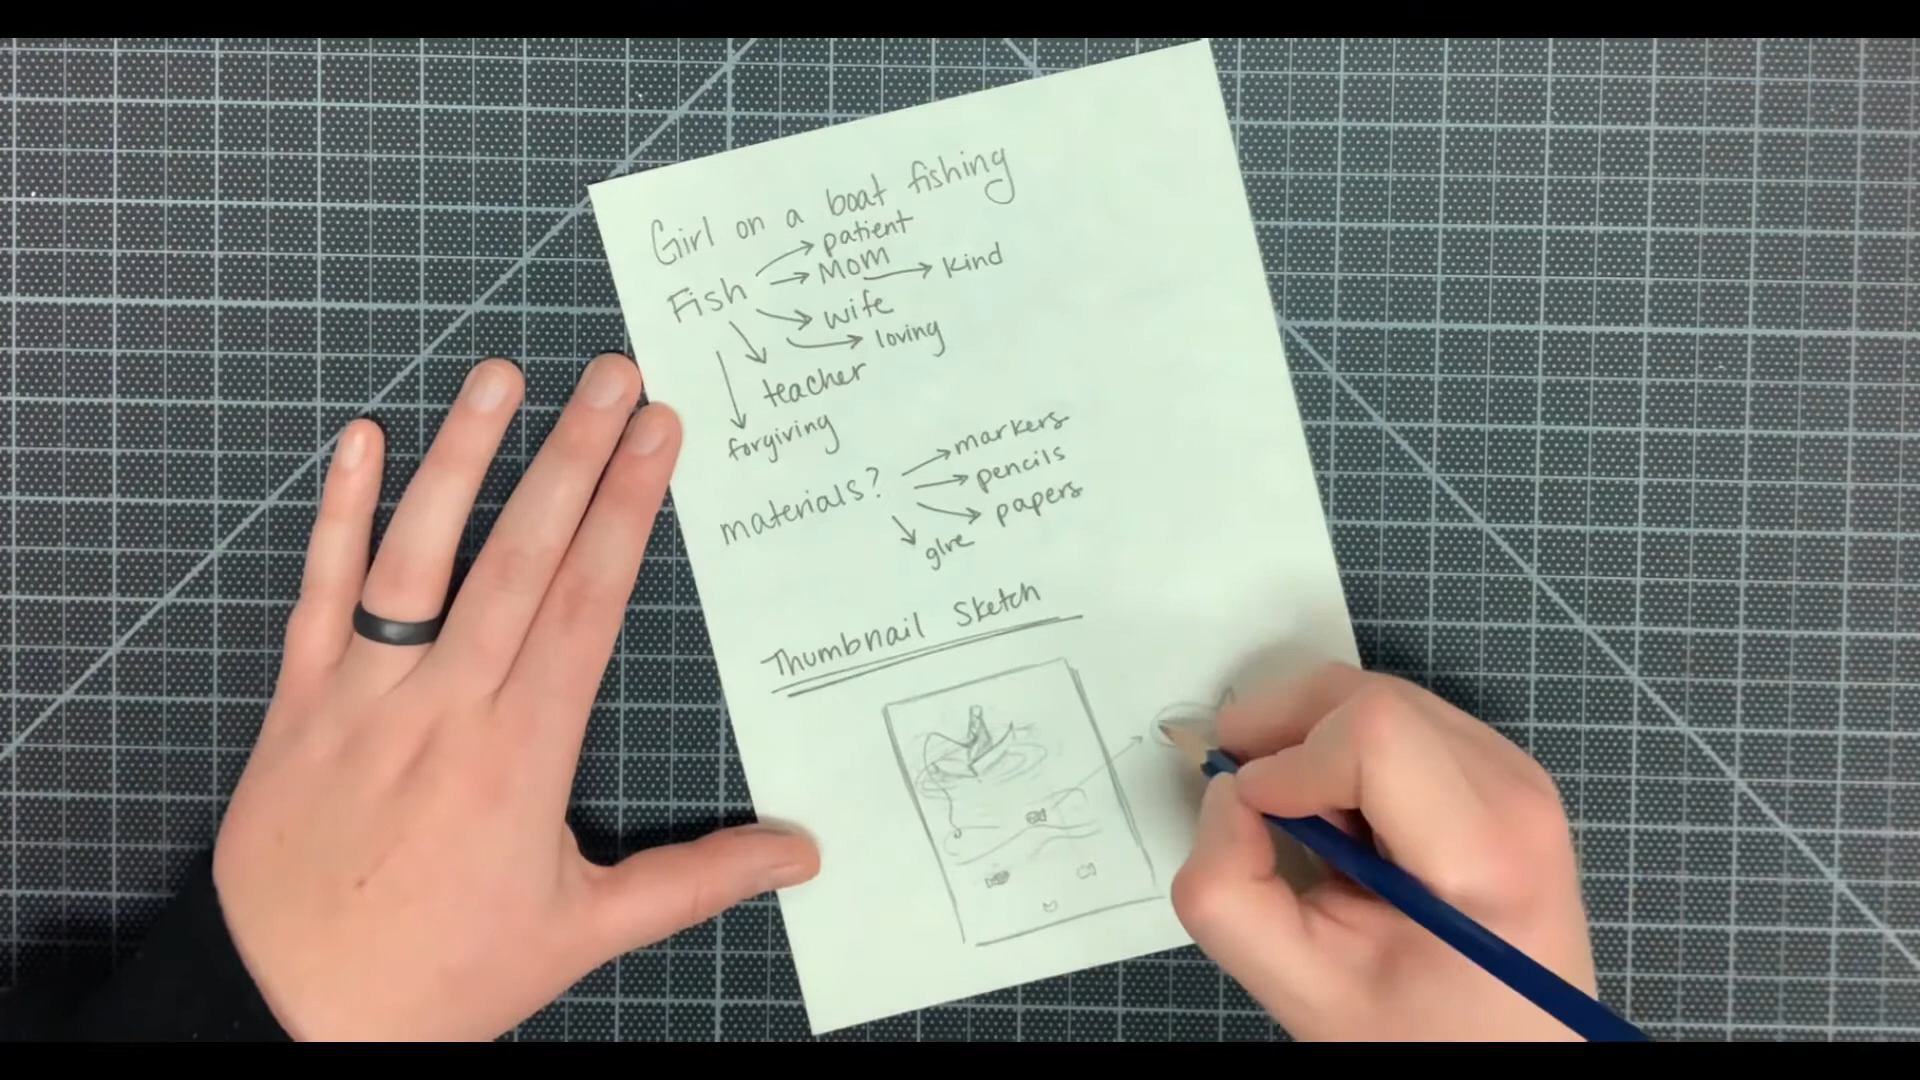 Girl on a boat fishing
patient
Fish Mom Kind
wife
loving
teacher
forgiving
markers
materials? pencils
papers
glue
Thumbnail Sketch